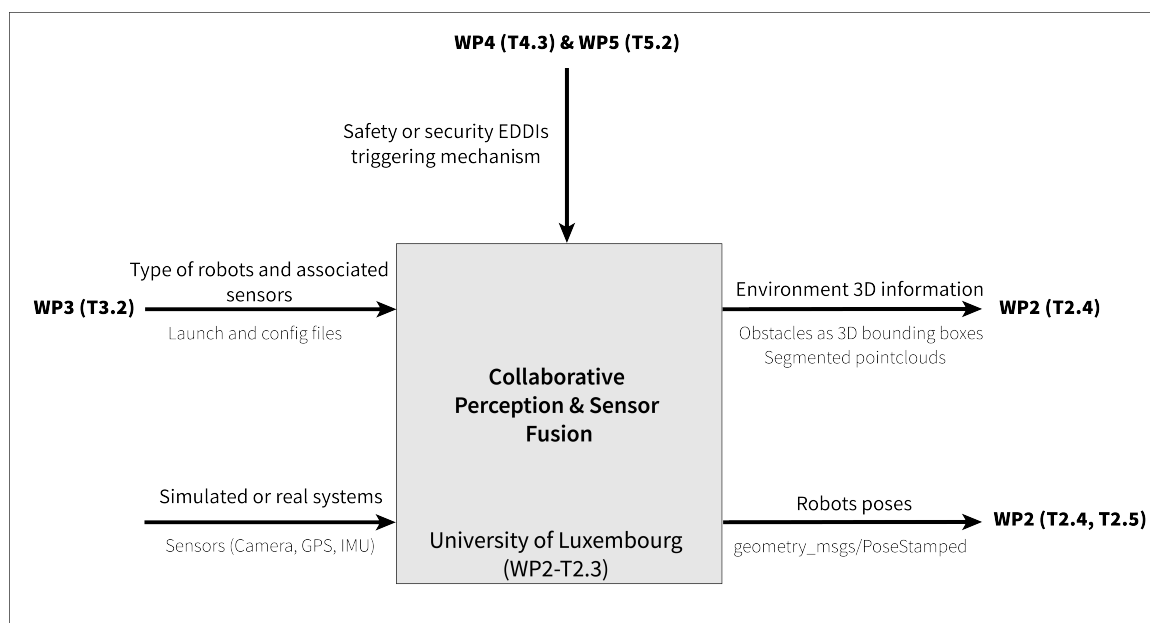 WP4 (T4.3) & WP5 (T5.2)
Safety or security EDDIs
triggering mechanism
Type of robots and associated
sensors
WP3 (T3.2)
Launch and config files
Environment 3D information
WP2 (T2.4)
Obstacles as 3D bounding boxes
Segmented pointclouds
Collaborative
Perception & Sensor
Fusion
Simulated or real systems
Sensors (Camera, GPS, IMU)
University of Luxembourg
(WP2-T2.3)
Robots poses
WP2 (T2.4, T2.5)
geometry_msgs/PoseStamped